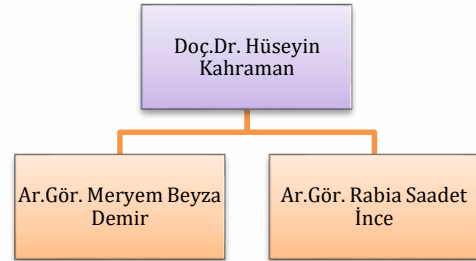 Doç.Dr. Hüseyin
Kahraman
Ar.Gör. Meryem Beyza
Demir
Ar.Gör. Rabia Saadet
İnce